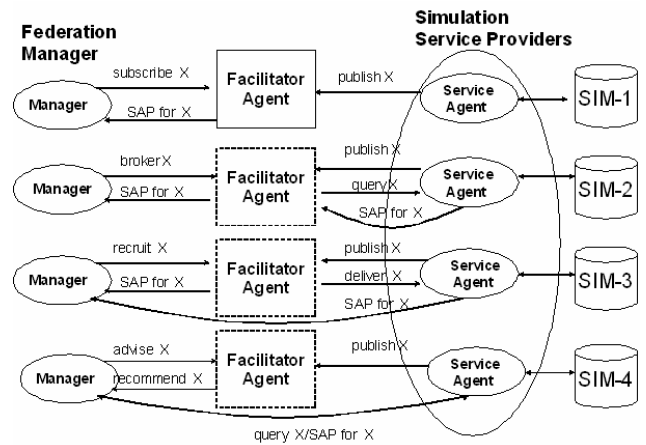 Federation
Manager
Simulation
Service Providers
subscribe X
Manager
SAP for X
Facilitator
Agent
publish X
Service
Agent
SIM-1
broker X
Manager
SAP for X
Facilitator
Agent
publish X
query X
SAP for X
Service
Agent
SIM-2
recruit X
Manager
SAP for X
Facilitator
Agent
publish X
deliver X
SAP for X
Service
Agent
SIM-3
advise X
Manager
recommend X
Facilitator
Agent
publish X
Service
Agent
SIM-4
query X/SAP for X